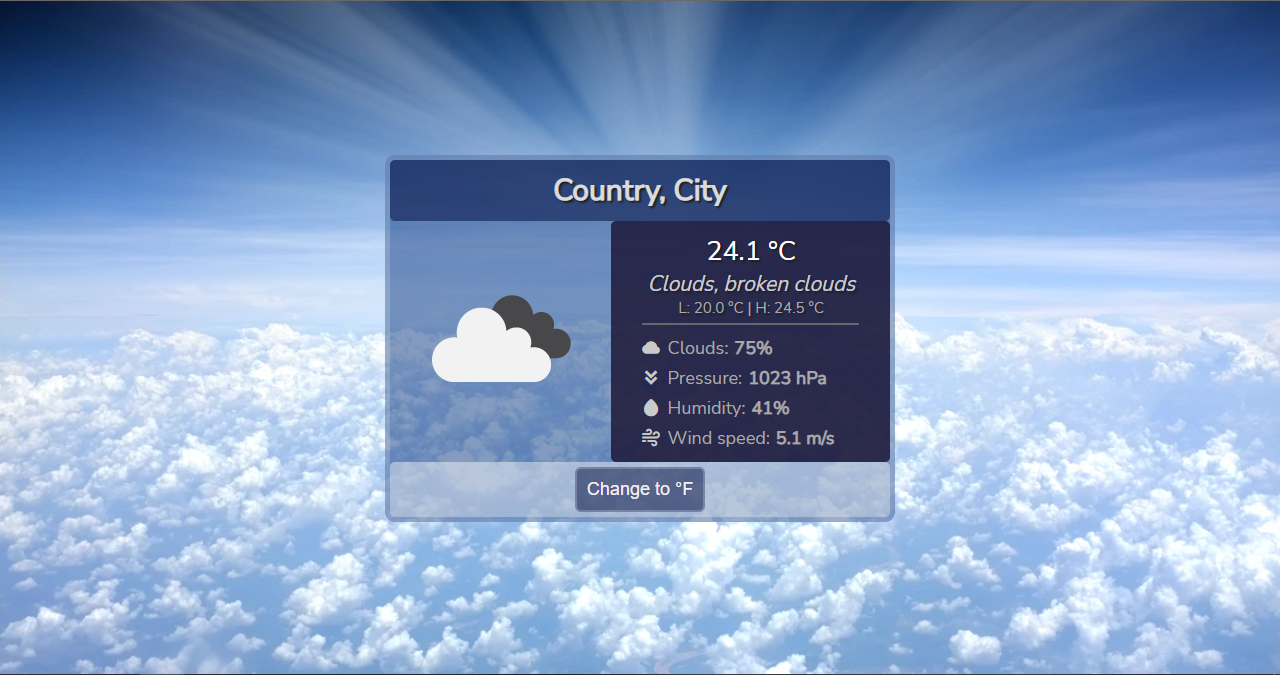 Country, City
24.1 °C
Clouds, broken clouds
L: 20.0 °C | H: 24.5 °C
Clouds: 75%
Pressure: 1023 hPa
Humidity: 41%
Wind speed: 5.1 m/s
Change to °F